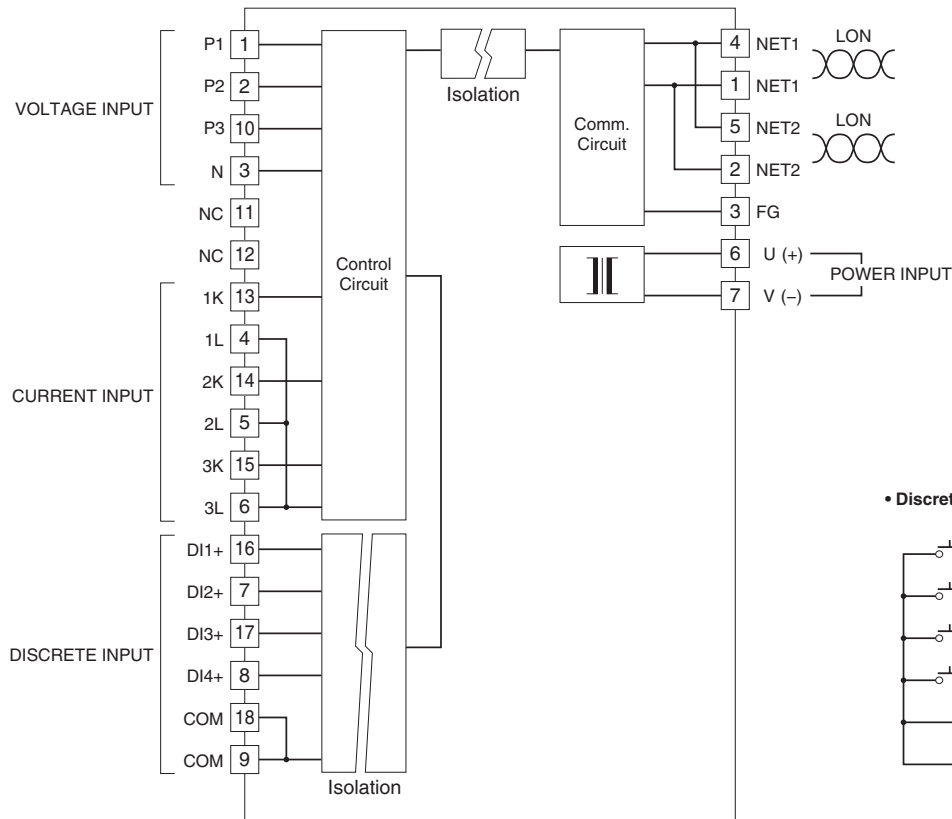 P1 1
P2 2
P3 10
N 3
VOLTAGE INPUT
NC 11
NC 12
1K 13
1L 4
2K 14
2L 5
3K 15
3L 6
CURRENT INPUT
DI1+ 16
DI2+ 7
DI3+ 17
DI4+ 8
COM 18
COM 9
DISCRETE INPUT
Control
Circuit
Isolation
Isolation
Comm.
Circuit
4 NET1
1 NET1
5 NET2
2 NET2
3 FG
6 U (+)
7 V (–)
LON
LON
POWER INPUT
• Discret